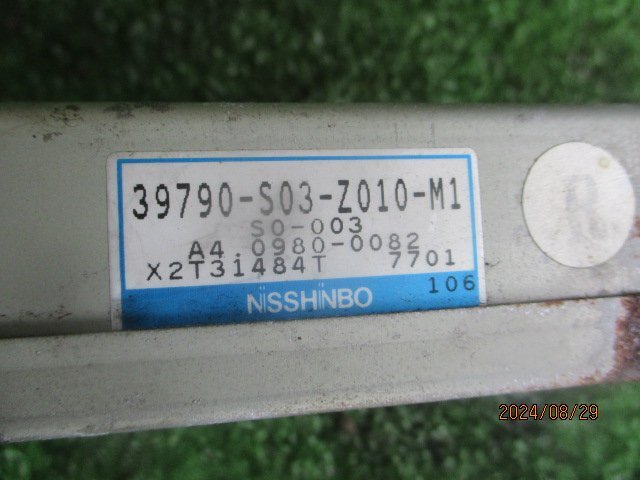 39790-S03-Z010-M1
S0-003
A4.0980-0082
X2T31484T 7701
NISSHINBO 106
R
2024/08/29